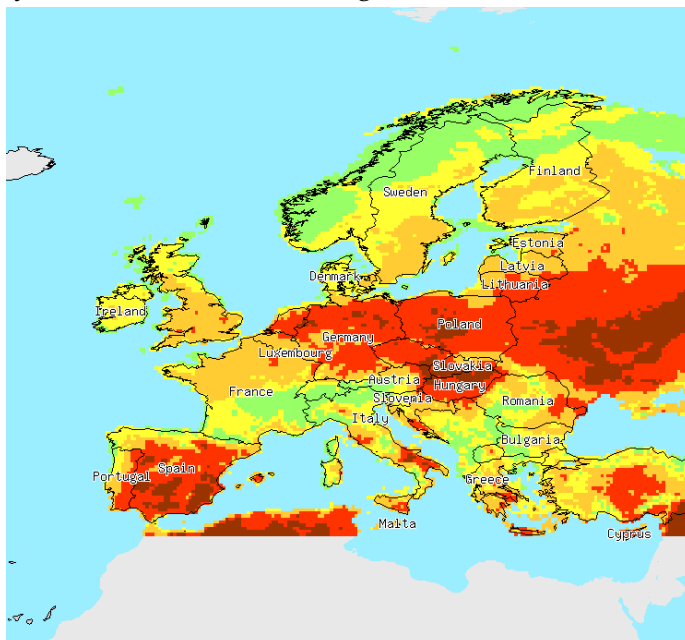 Finland
Sweden
Estonia
Latvia
Denmark
Lithuania
Ireland
Poland
Germany
Luxembourg
Slovakia
Austria
Hungary
France
Slovenia
Romania
Italy
Bulgaria
Spain
Portugal
Greece
Malta
Cyprus